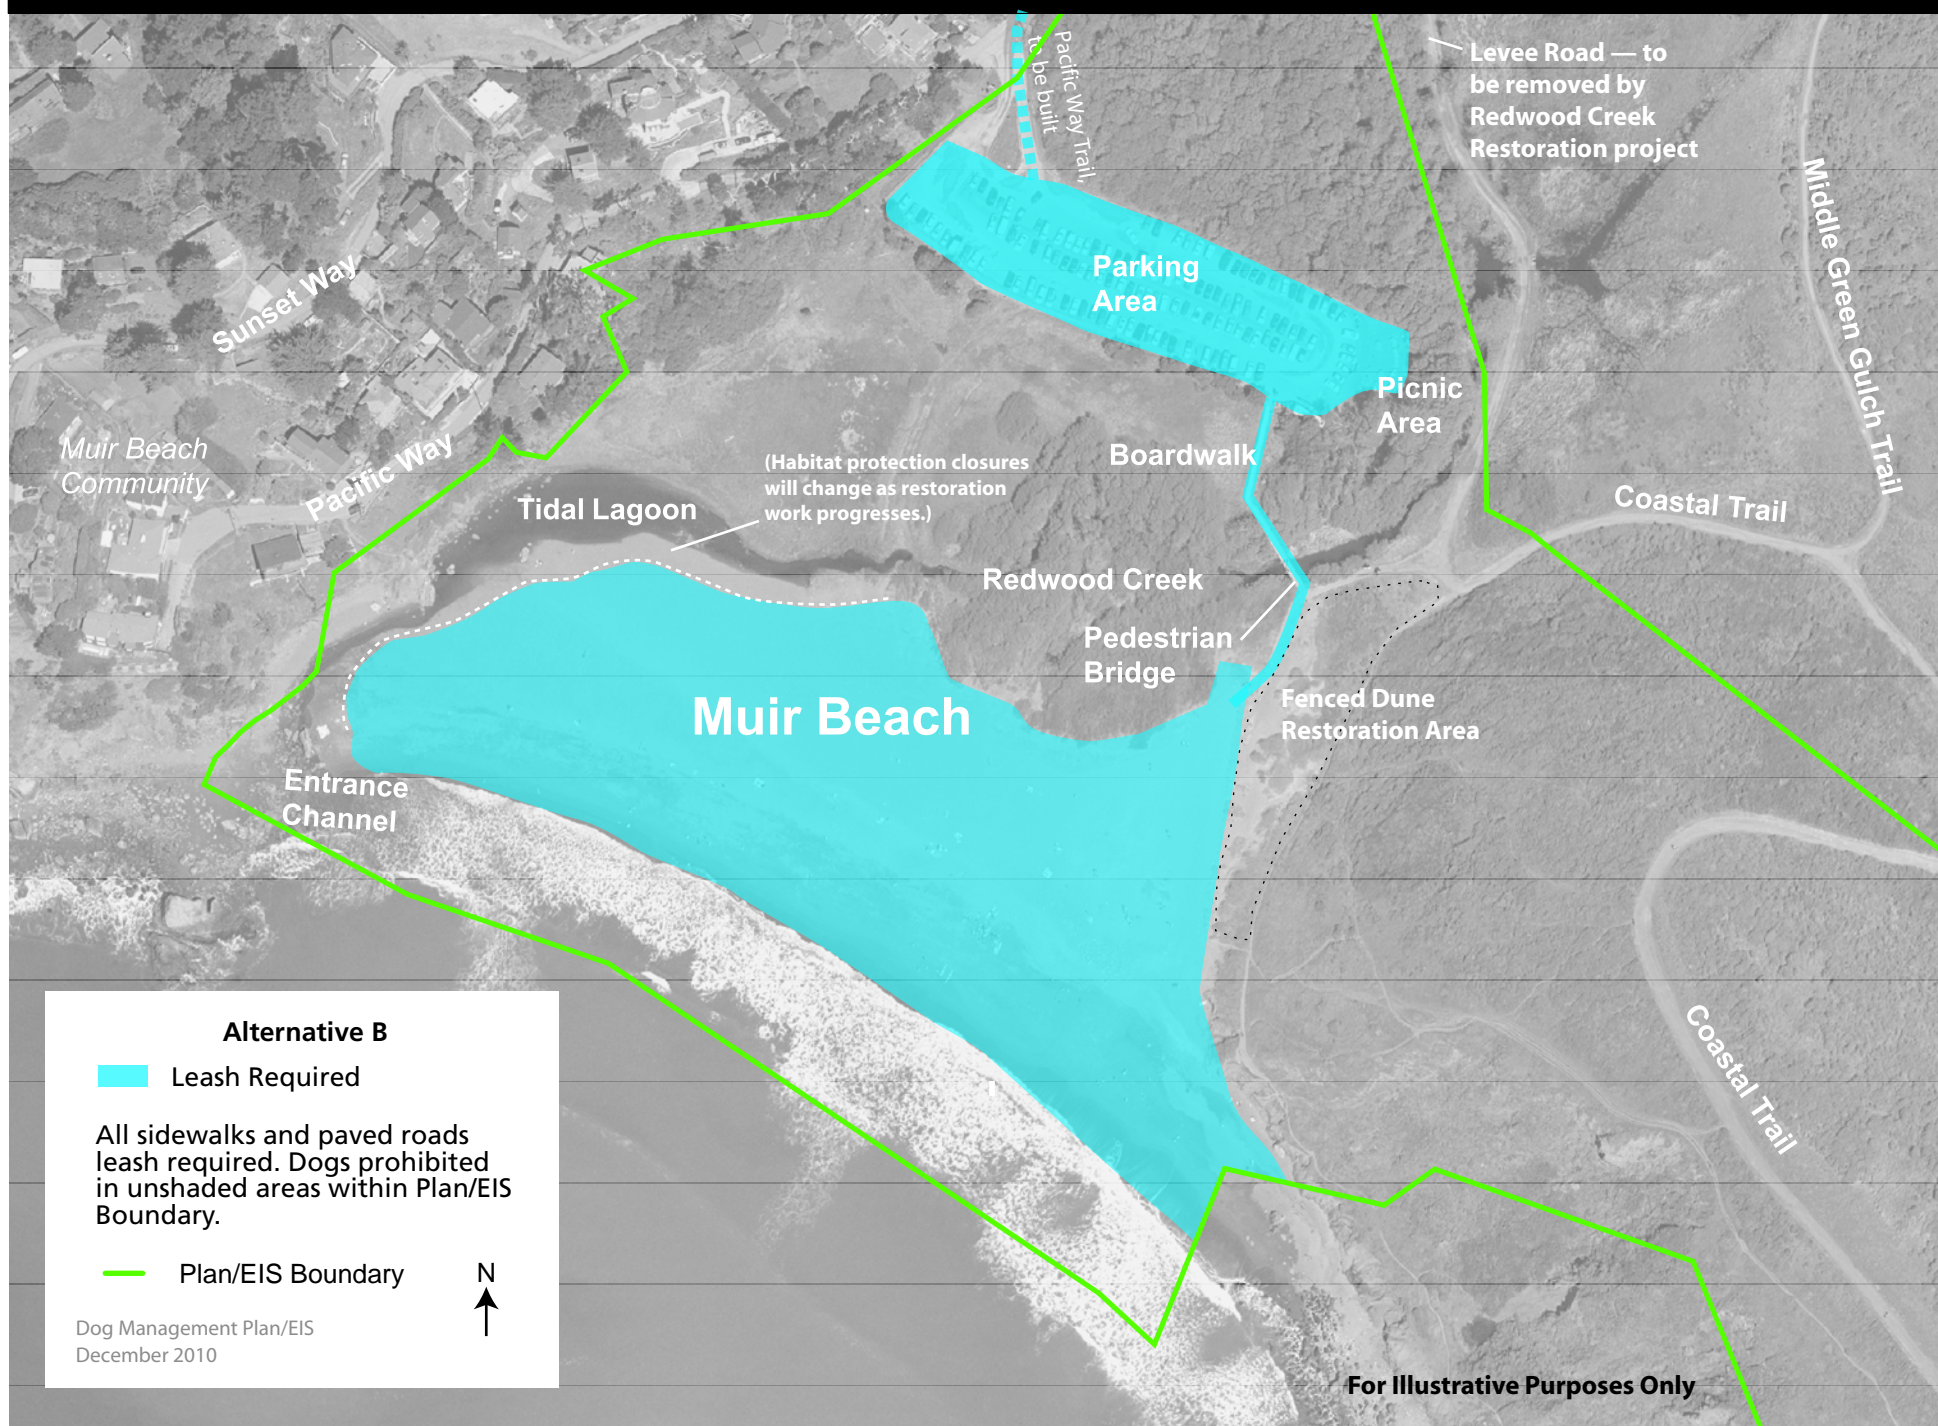 Pacific Way Trail,
to be built
Levee Road — to
be removed by
Redwood Creek
Restoration project
Middle Green Gulch Trail
Parking
Area
Sunset Way
Picnic
Area
Muir Beach
Community
Pacific Way
Boardwalk
(Habitat protection closures
will change as restoration
work progresses.)
Tidal Lagoon
Coastal Trail
Redwood Creek
Pedestrian
Bridge
Fenced Dune
Restoration Area
Muir Beach
Entrance
Channel
Coastal Trail
Alternative B
Leash Required
All sidewalks and paved roads
leash required. Dogs prohibited
in unshaded areas within Plan/EIS
Boundary.
Plan/EIS Boundary
N
Dog Management Plan/EIS
December 2010
For Illustrative Purposes Only